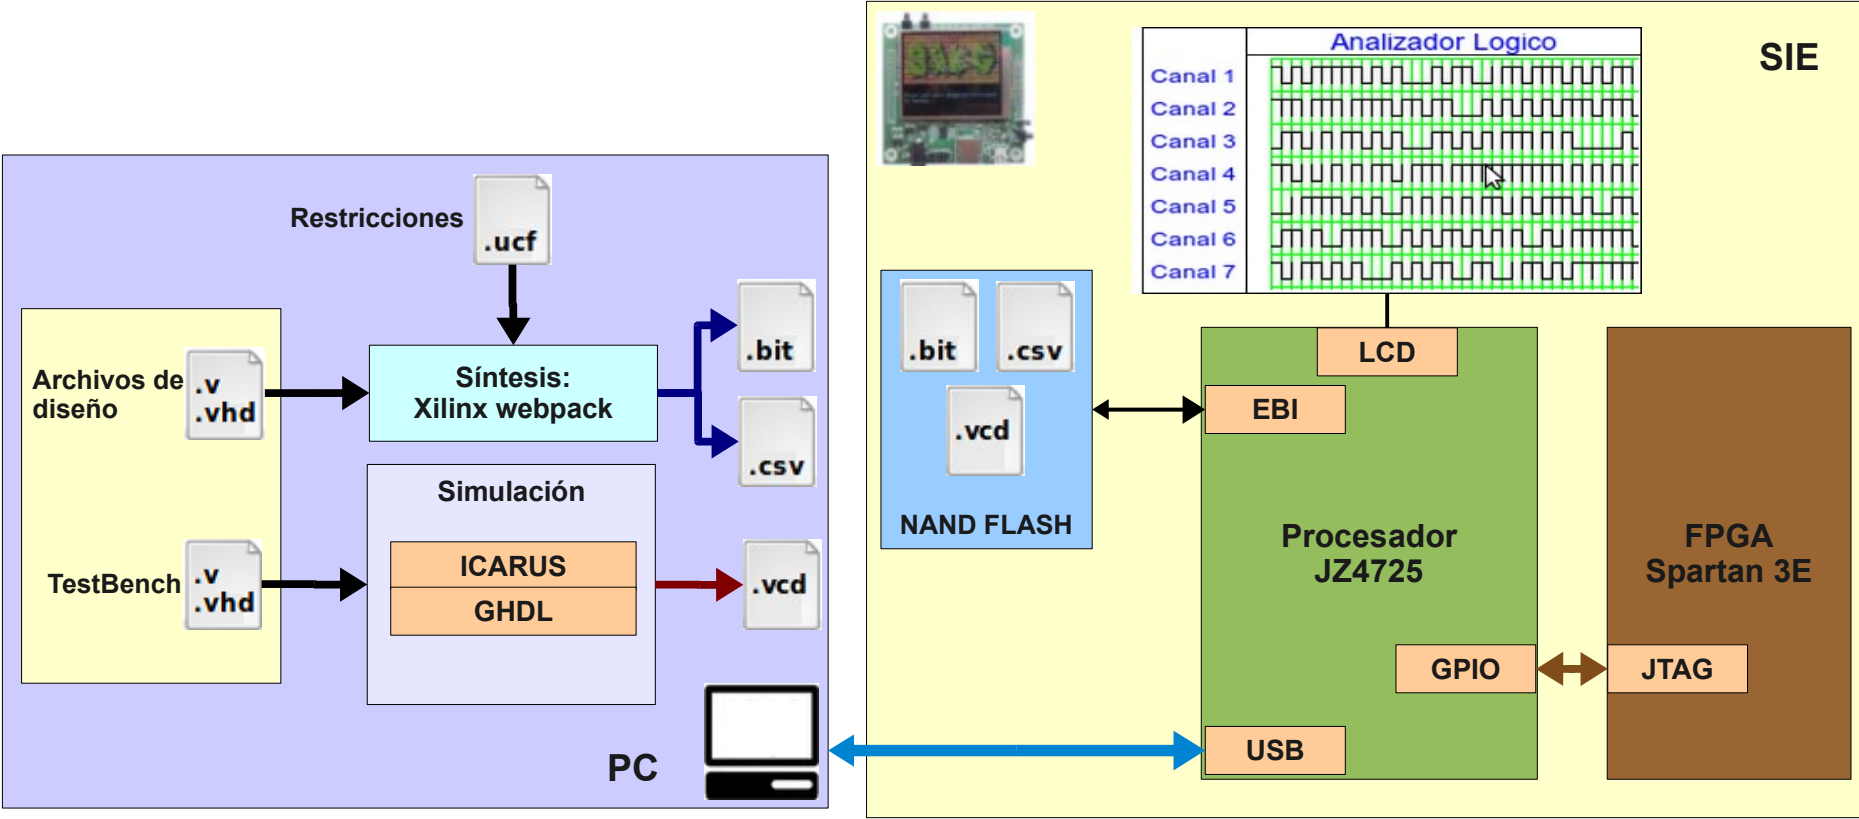 Restricciones
.ucf
Archivos de
diseño
.v
.vhd
Síntesis:
Xilinx webpack
.bit
.csv
Simulación
TestBench
.v
.vhd
ICARUS
GHDL
.vcd
PC
SIE
Analizador Logico
Canal 1
Canal 2
Canal 3
Canal 4
Canal 5
Canal 6
Canal 7
.bit
.csv
.vcd
NAND FLASH
LCD
EBI
Procesador
JZ4725
GPIO
USB
FPGA
Spartan 3E
JTAG